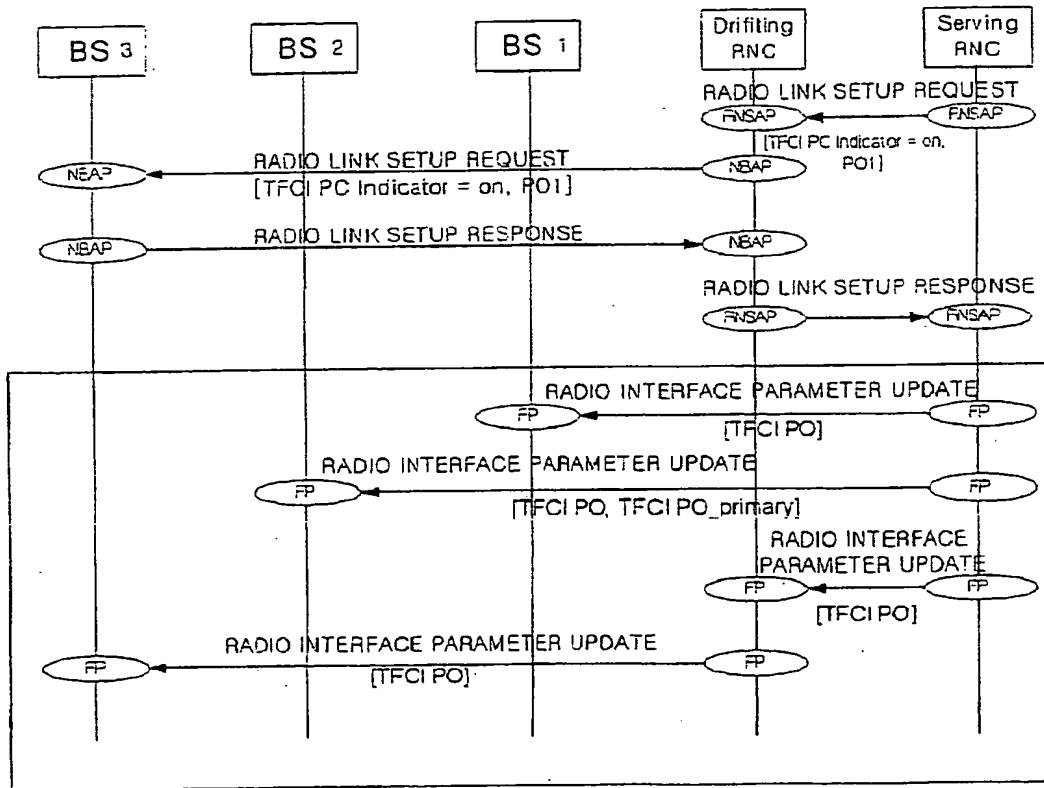 BS 3
BS 2
BS 1
Drifiting
RNC
Serving
RNC
RADIO LINK SETUP REQUEST
RNSAP
RNSAP
[TFCI PC Indicator = on,
PO1]
RADIO LINK SETUP REQUEST
NBAP
NBAP
[TFCI PC Indicator = on, PO1]
RADIO LINK SETUP RESPONSE
NBAP
NBAP
RADIO LINK SETUP RESPONSE
RNSAP
RNSAP
RADIO INTERFACE PARAMETER UPDATE
FP
FP
[TFCI PO]
RADIO INTERFACE PARAMETER UPDATE
FP
FP
[TFCI PO, TFCI PO_primary]
RADIO INTERFACE
PARAMETER UPDATE
FP
FP
[TFCI PO]
RADIO INTERFACE PARAMETER UPDATE
FP
FP
[TFCI PO]